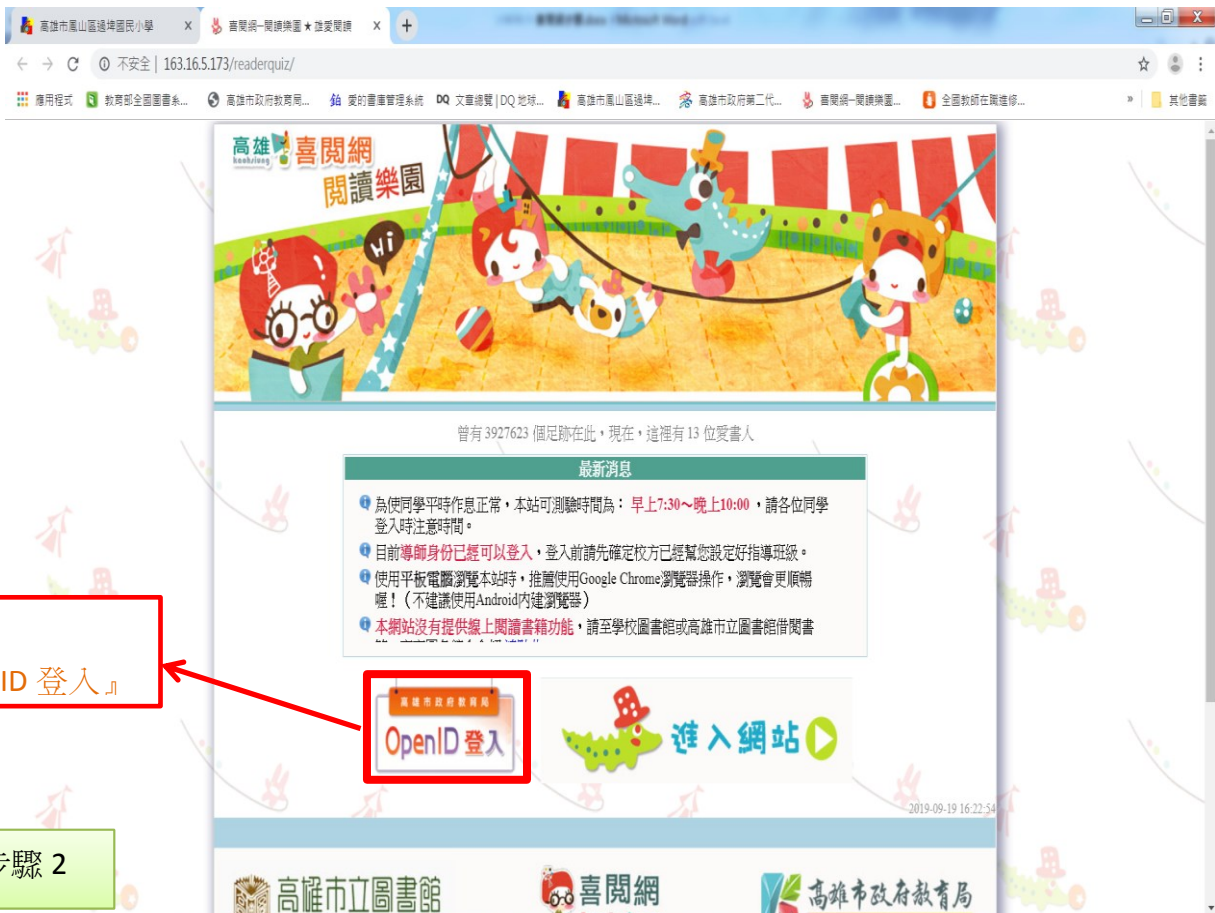 高雄市鳳山區過埤國民小學
喜閱網─閱讀樂園★雄愛閱讀
不安全 | 163.16.5.173/readerquiz/
應用程式
教育部全國圖書系...
高雄市政府教育局...
愛的書庫管理系統
DQ 文章總覽 | DQ 地球...
高雄市鳳山區過埤...
高雄市政府第二代...
喜閱網─閱讀樂園...
全國教師在職進修...
»
其他書籤
高雄
kaohsiung
喜閱網
閱讀樂園
Hi
曾有 3927623 個足跡在此，現在，這裡有 13 位愛書人
最新消息
為使同學平時作息正常，本站可測驗時間為： 早上7:30～晚上10:00 ，請各位同學
登入時注意時間。
目前導師身份已經可以登入，登入前請先確定校方已經幫您設定好指導班級。
使用平板電腦瀏覽本站時，推薦使用Google Chrome瀏覽器操作，瀏覽會更順暢
喔！（不建議使用Android內建瀏覽器）
本網站沒有提供線上閱讀書籍功能，請至學校圖書館或高雄市立圖書館借閱書
ID 登入』
高雄市政府教育局
OpenID 登入
進入網站
2019-09-19 16:22:54
步驟 2
高雄市立圖書館
喜閱網
高雄市政府教育局